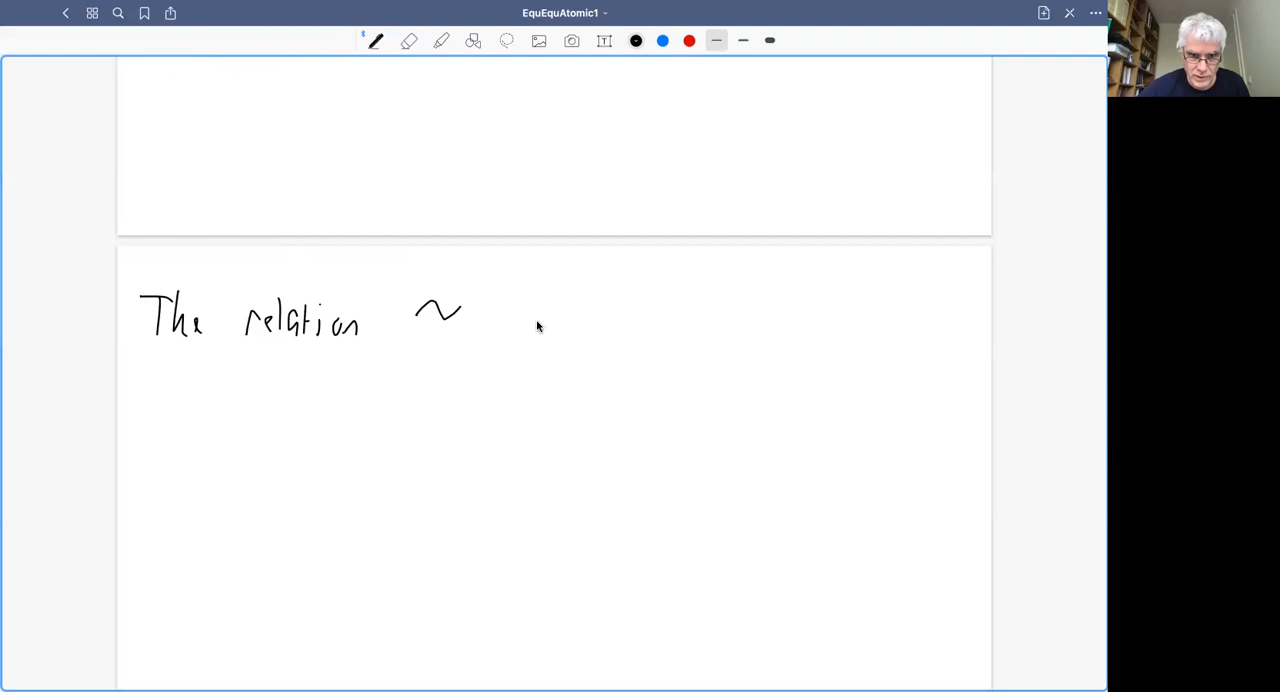 EquEquAtomic1
The relation ~